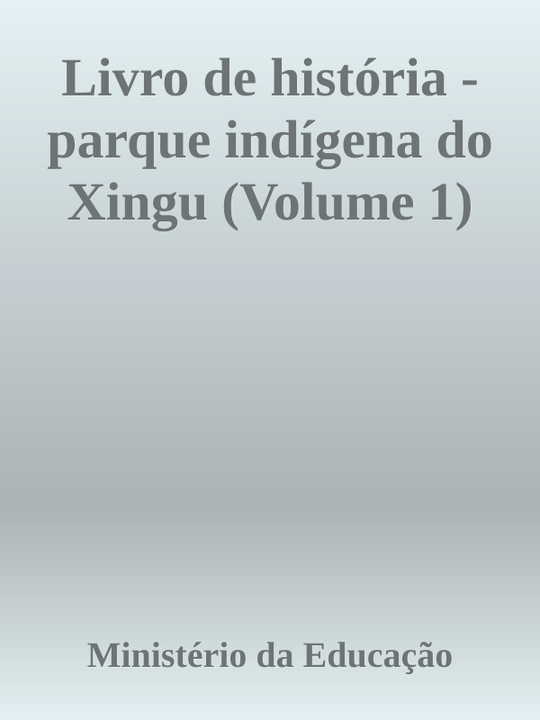 Livro de história -
parque indígena do
Xingu (Volume 1)
Ministério da Educação